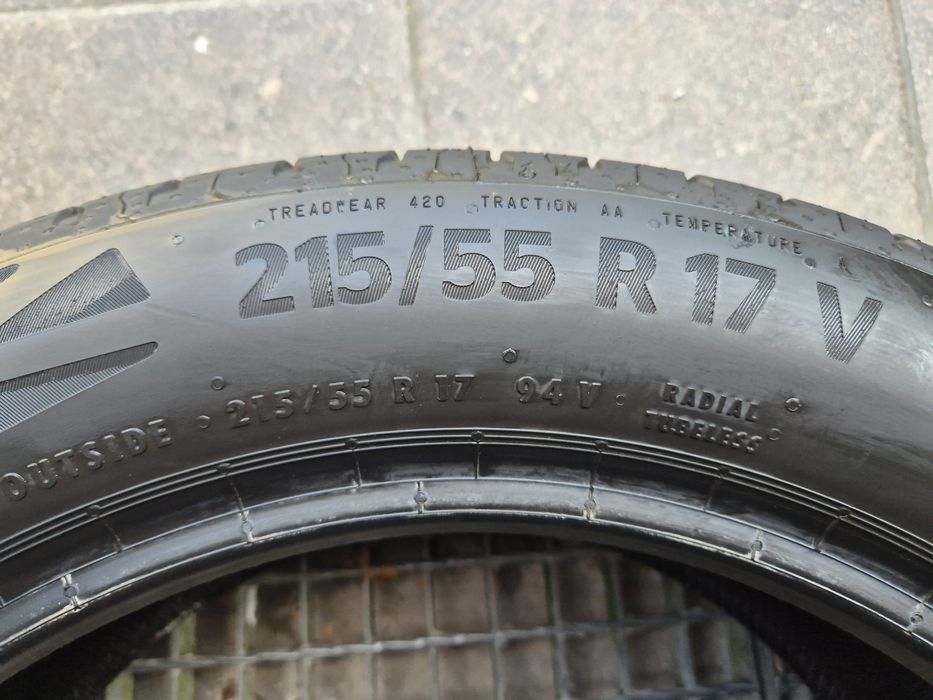 TREADWEAR 420 TRACTION AA TEMPERATURE A
215/55 R 17 V
OUTSIDE 215/55 R 17 94 V RADIAL
TUBELESS